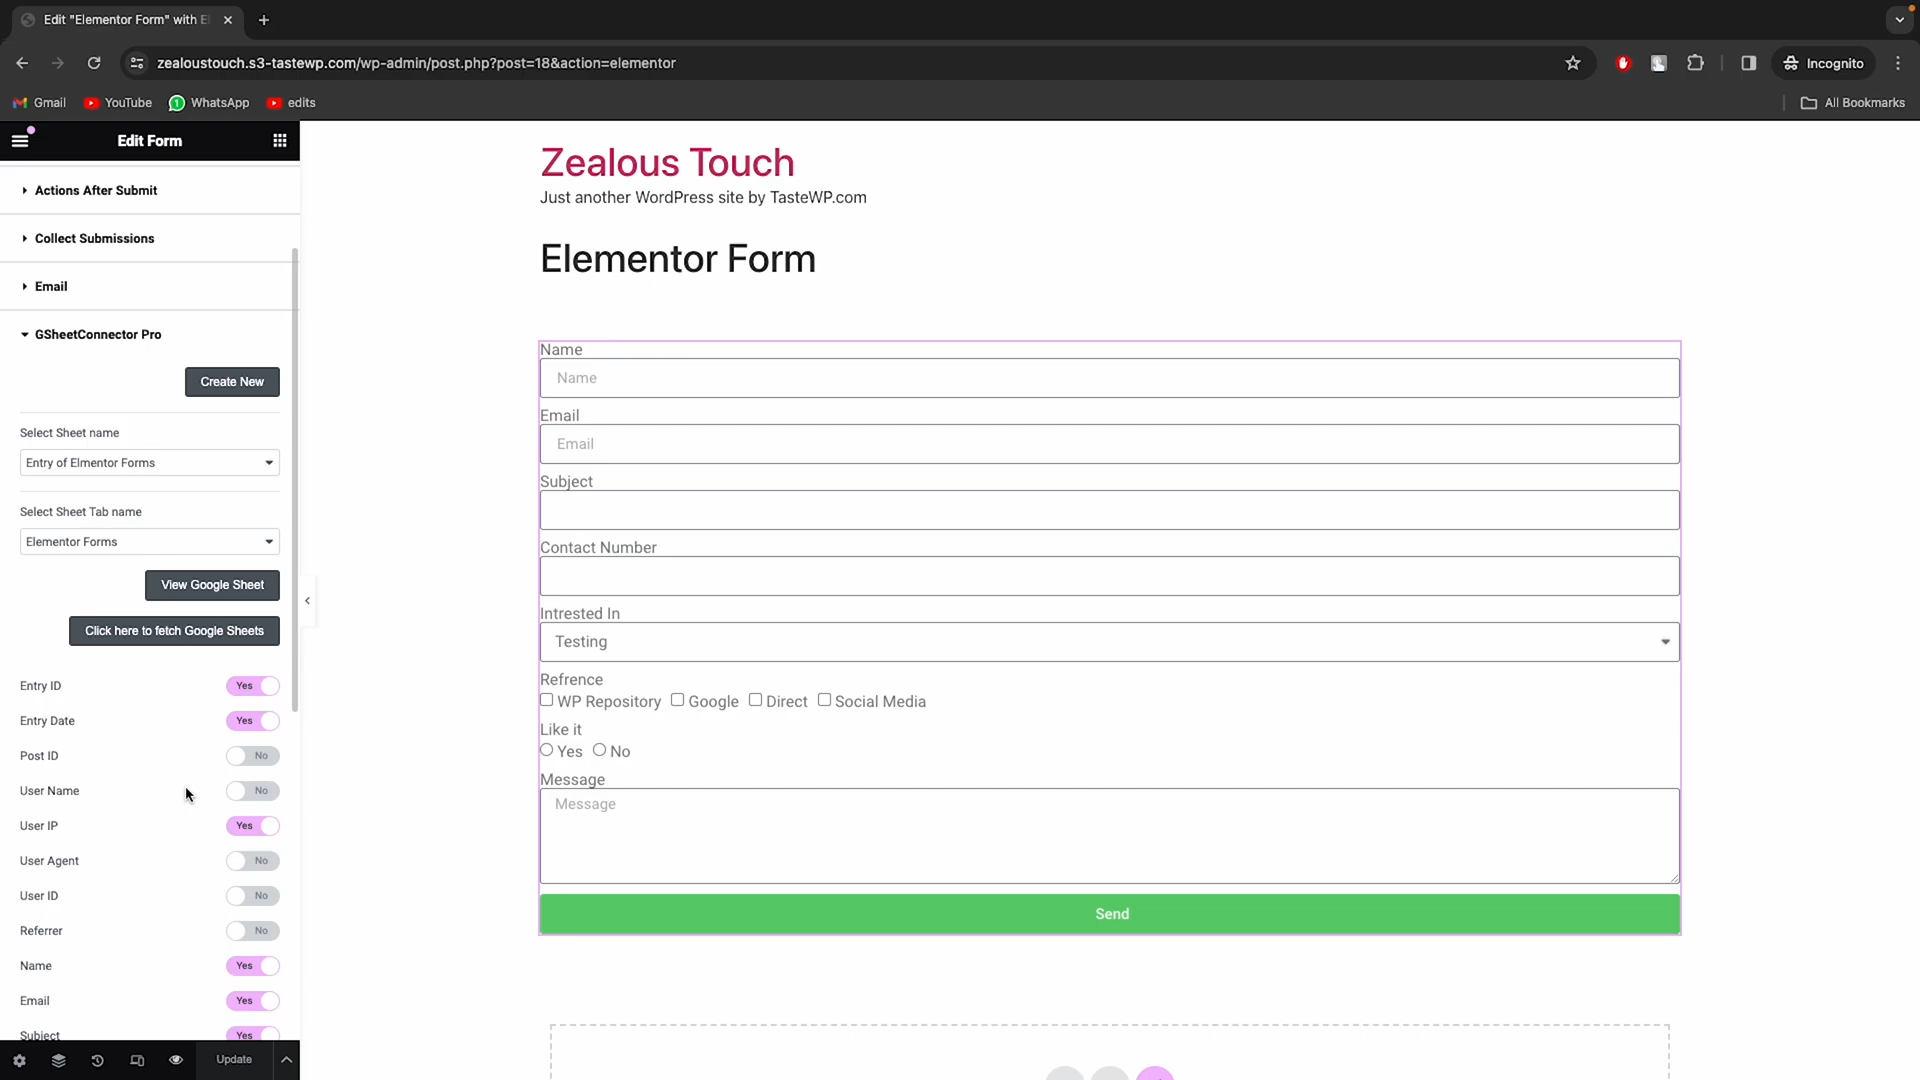 Edit "Elementor Form" with El
zealoustouch.s3-tastewp.com/wp-admin/post.php?post=18&action=elementor
Incognito
Gmail
YouTube
WhatsApp
edits
All Bookmarks
Edit Form
Actions After Submit
Collect Submissions
Email
GSheetConnector Pro
Create New
Select Sheet name
Entry of Elmentor Forms
Select Sheet Tab name
Elementor Forms
View Google Sheet
Click here to fetch Google Sheets
Entry ID Yes
Entry Date Yes
Post ID No
User Name No
User IP Yes
User Agent No
User ID No
Referrer No
Name Yes
Email Yes
Subject Yes
Update
Zealous Touch
Just another WordPress site by TasteWP.com
Elementor Form
Name
Name
Email
Email
Subject
Contact Number
Intrested In
Testing
Refrence
WP Repository Google Direct Social Media
Like it
Yes No
Message
Message
Send